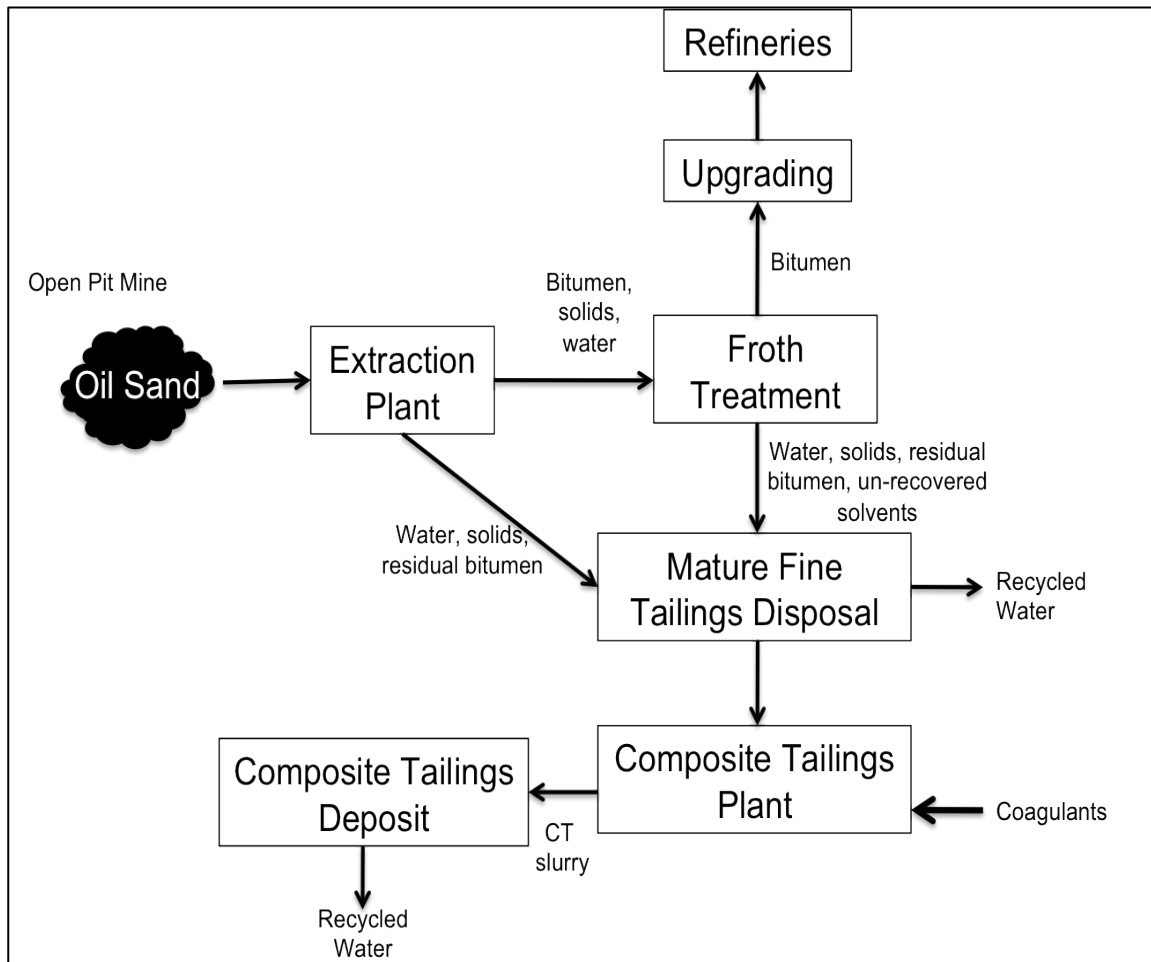 Refineries
Upgrading
Bitumen
Open Pit Mine
Oil Sand
Extraction
Plant
Bitumen,
solids,
water
Froth
Treatment
Water, solids, residual
bitumen, un-recovered
solvents
Water, solids,
residual bitumen
Mature Fine
Tailings Disposal
Recycled
Water
Composite Tailings
Plant
Coagulants
CT
slurry
Composite Tailings
Deposit
Recycled
Water